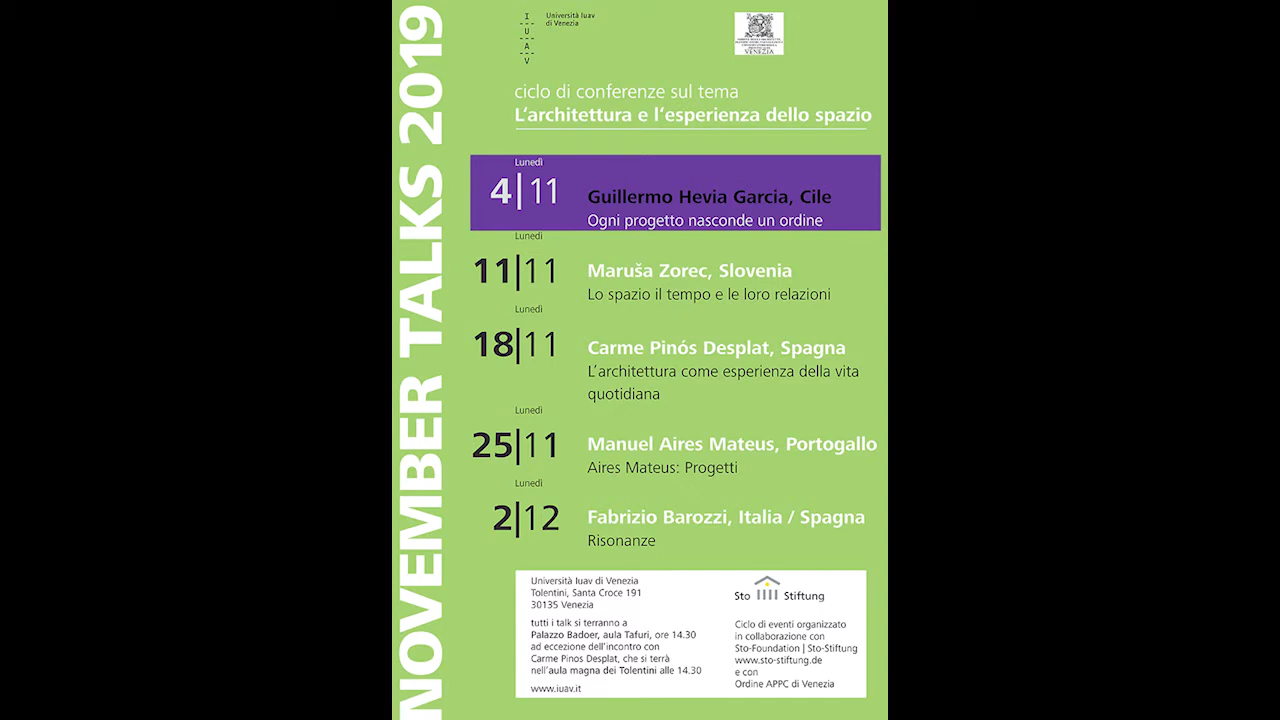 NOVEMBER TALKS 2019
I
U
A
V
Università Iuav
di Venezia
VENEZIA
ciclo di conferenze sul tema
L'architettura e l'esperienza dello spazio
Lunedì
4|11
Guillermo Hevia Garcia, Cile
Ogni progetto nasconde un ordine
Lunedì
11|11
Maruša Zorec, Slovenia
Lo spazio il tempo e le loro relazioni
Lunedì
18|11
Carme Pinós Desplat, Spagna
L'architettura come esperienza della vita
quotidiana
Lunedì
25|11
Manuel Aires Mateus, Portogallo
Aires Mateus: Progetti
Lunedì
2|12
Fabrizio Barozzi, Italia / Spagna
Risonanze
Università Iuav di Venezia
Tolentini, Santa Croce 191
30135 Venezia
tutti i talk si terranno a
Palazzo Badoer, aula Tafuri, ore 14.30
ad eccezione dell'incontro con
Carme Pinos Desplat, che si terrà
nell'aula magna dei Tolentini alle 14.30
www.iuav.it
Sto Stiftung
Ciclo di eventi organizzato
in collaborazione con
Sto-Foundation | Sto-Stiftung
www.sto-stiftung.de
e con
Ordine APPC di Venezia